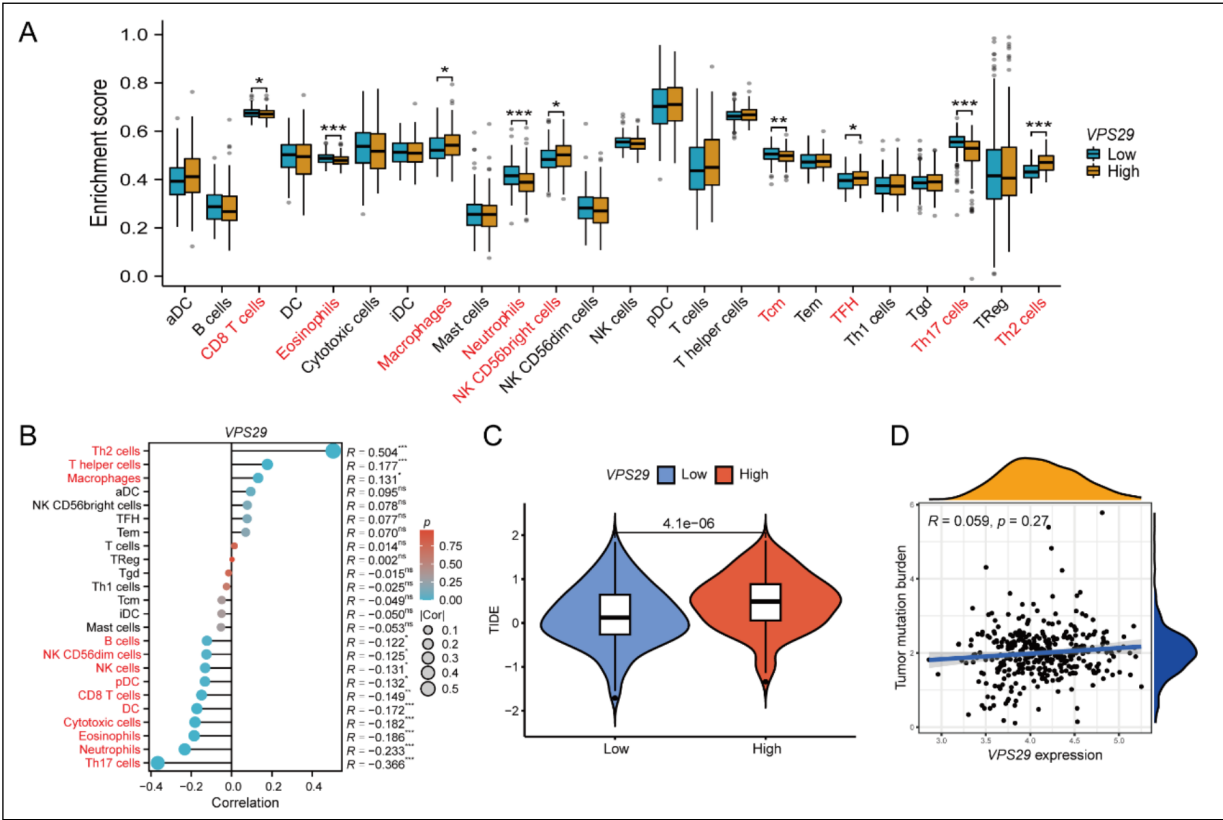 A
Enrichment score
1.0
0.8
0.6
0.4
0.2
0.0
* *** * *** * ** * *** ***
VPS29
Low
High
aDC
B cells
CD8 T cells
DC
Eosinophils
Cytotoxic cells
iDC
Macrophages
Mast cells
Neutrophils
NK CD56bright cells
NK CD56dim cells
NK cells
pDC
T cells
T helper cells
Tcm
Tem
TFH
Th1 cells
Tgd
Th17 cells
TReg
Th2 cells
B
VPS29
Th2 cells R = 0.504***
T helper cells R = 0.177***
Macrophages R = 0.131*
aDC R = 0.095ns
NK CD56bright cells R = 0.078ns
TFH R = 0.077ns
Tem R = 0.070ns
T cells R = 0.014ns
TReg R = 0.002ns
Tgd R = −0.015ns
Th1 cells R = −0.025ns
Tcm R = −0.049ns
iDC R = −0.050ns
Mast cells R = −0.053ns
B cells R = −0.122*
NK CD56dim cells R = −0.125*
NK cells R = −0.131*
pDC R = −0.132*
CD8 T cells R = −0.149**
DC R = −0.172***
Cytotoxic cells R = −0.182***
Eosinophils R = −0.186***
Neutrophils R = −0.233***
Th17 cells R = −0.366***
−0.4 −0.2 0.0 0.2 0.4
Correlation
p
0.75
0.50
0.25
0.00
|Cor|
0.1
0.2
0.3
0.4
0.5
C
VPS29 Low High
4.1e−06
TIDE
2
1
0
−1
−2
Low High
D
R = 0.059, p = 0.27
Tumor mutation burden
6
4
2
0
3.0 3.5 4.0 4.5 5.0
VPS29 expression